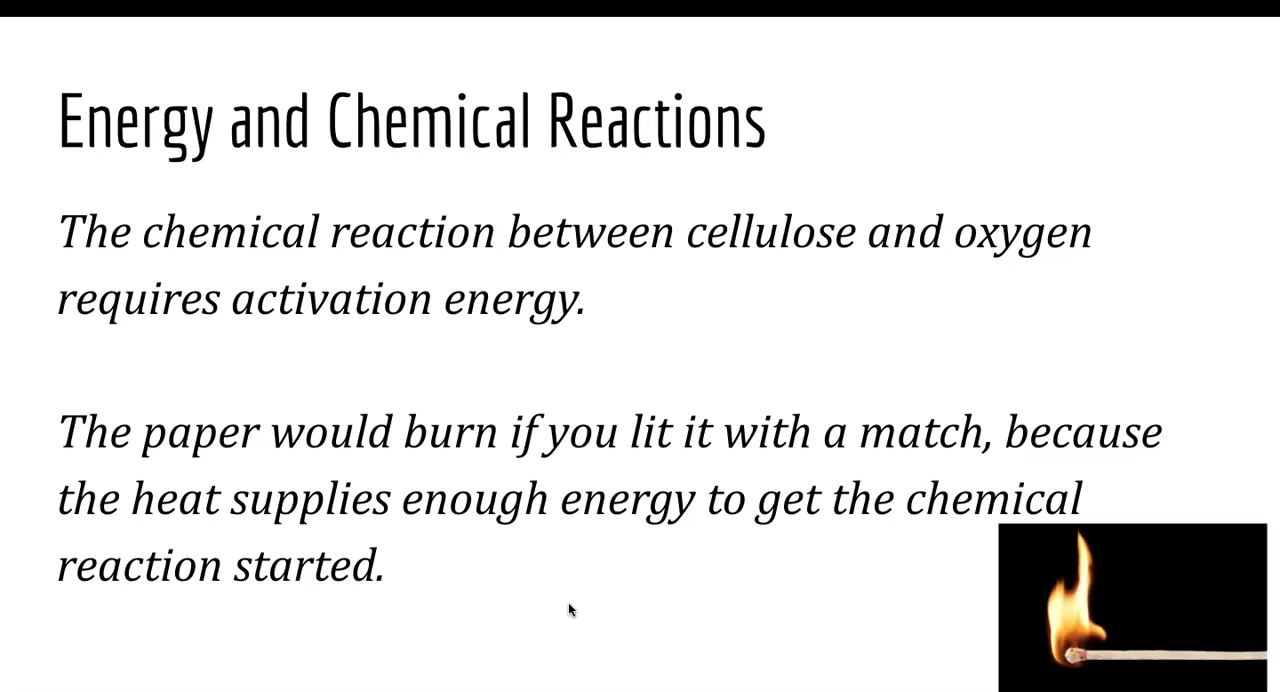 Energy and Chemical Reactions
The chemical reaction between cellulose and oxygen
requires activation energy.
The paper would burn if you lit it with a match, because
the heat supplies enough energy to get the chemical
reaction started.